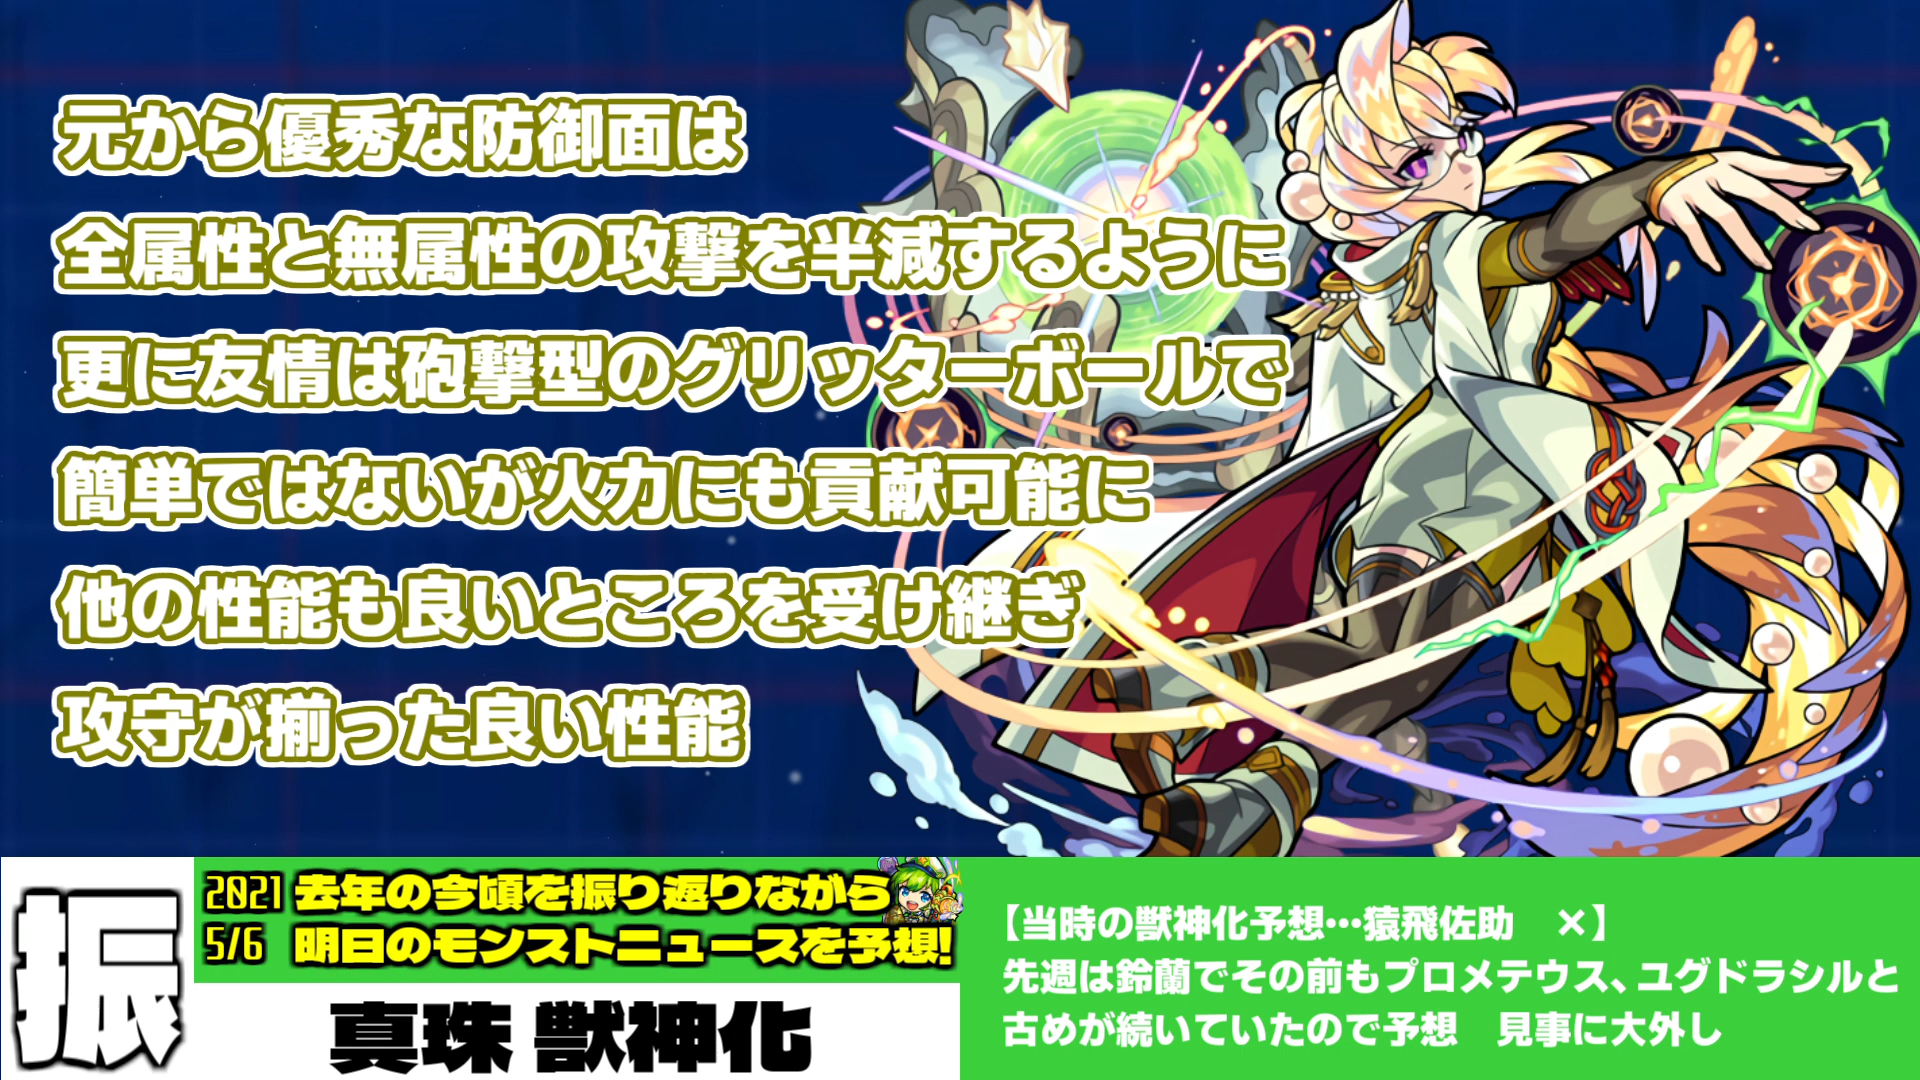 元から優秀な防御面は
全属性と無属性の攻撃を半減するように
更に友情は砲撃型のグリッターボールで
簡単ではないが火力にも貢献可能に
他の性能も良いところを受け継ぎ
攻守が揃った良い性能
振
2021 去年の今頃を振り返りながら
5/6 明日のモンストニュースを予想!
真珠 獣神化
【当時の獣神化予想…猿飛佐助　×】
先週は鈴蘭でその前もプロメテウス、ユグドラシルと
古めが続いていたので予想　見事に大外し